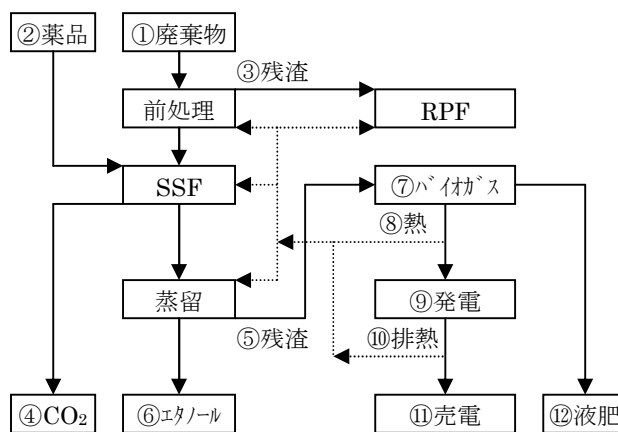 ②薬品
①廃棄物
③残渣
前処理
RPF
SSF
⑦バイオガス
⑧熱
蒸留
⑨発電
⑤残渣
⑩排熱
④CO₂
⑥エタノール
⑪売電
⑫液肥